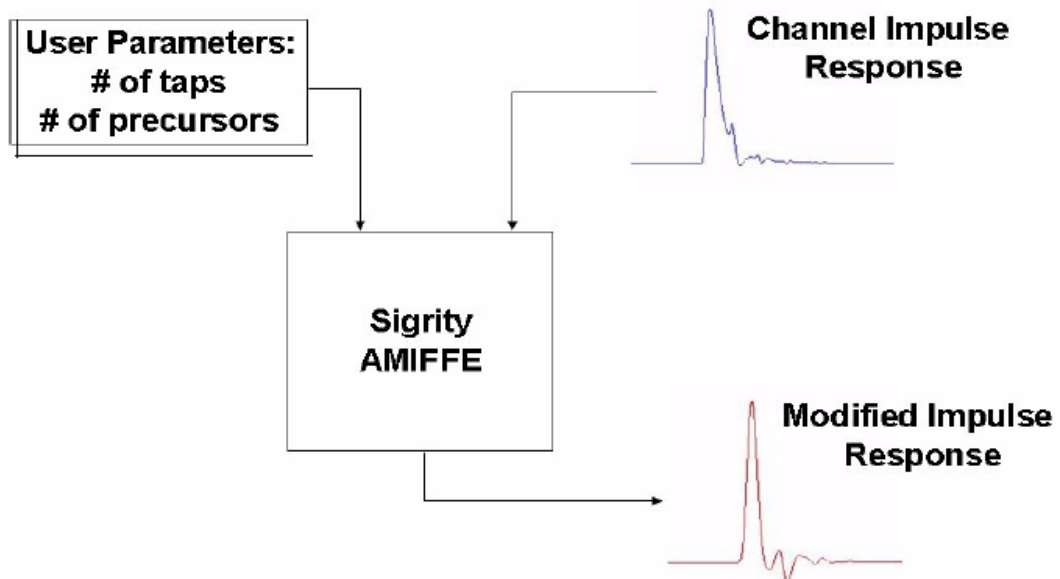 User Parameters:
# of taps
# of precursors
Channel Impulse
Response
Sigrity
AMIFFE
Modified Impulse
Response